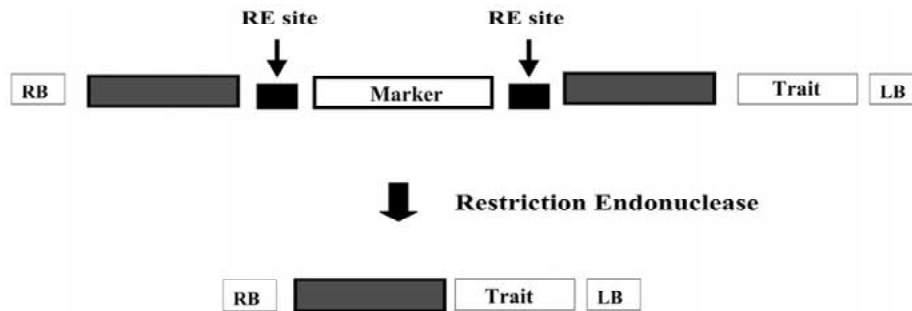 RE site RE site
RB Marker Trait LB
Restriction Endonuclease
RB Trait LB